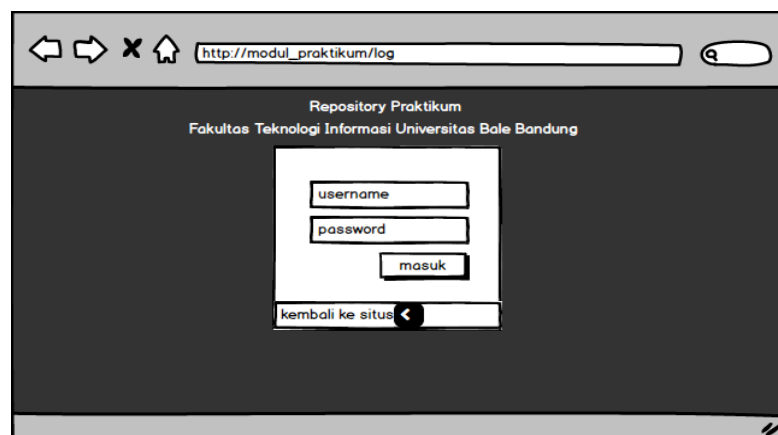 http://modul_praktikum/log
Repository Praktikum
Fakultas Teknologi Informasi Universitas Bale Bandung
username
password
masuk
kembali ke situs